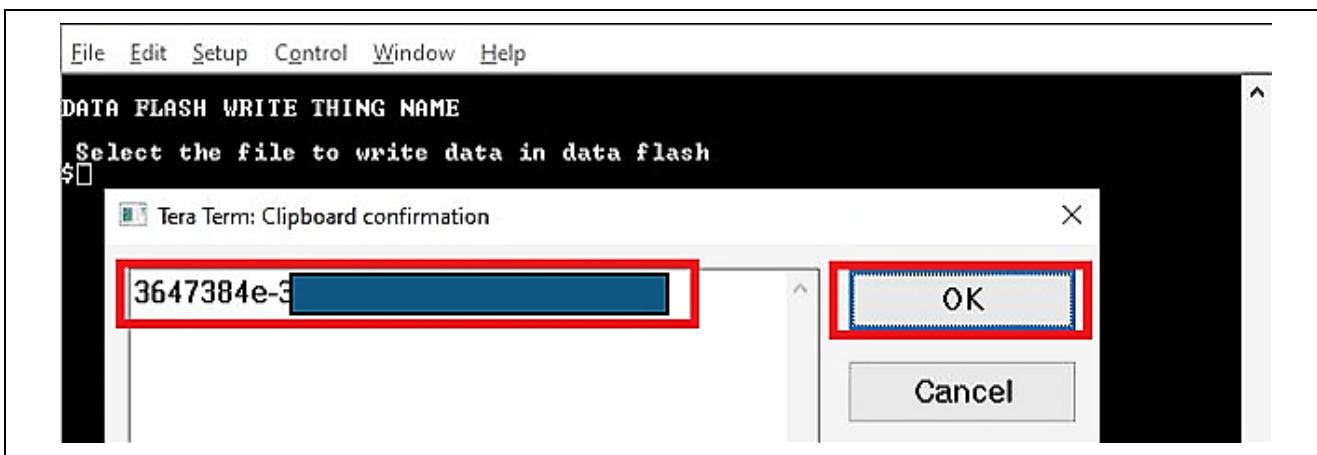 File Edit Setup Control Window Help
DATA FLASH WRITE THING NAME
Select the file to write data in data flash
$
Tera Term: Clipboard confirmation
3647384e-3
OK
Cancel